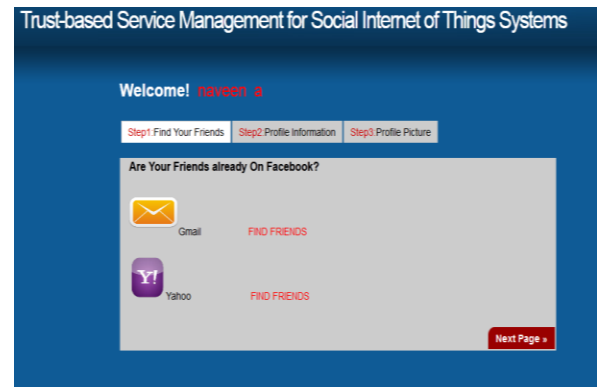 Trust-based Service Management for Social Internet of Things Systems
Welcome! naveen a
Step1:Find Your Friends Step2:Profile Information Step3:Profile Picture
Are Your Friends already On Facebook?
Gmail FIND FRIENDS
Y!
Yahoo FIND FRIENDS
Next Page »